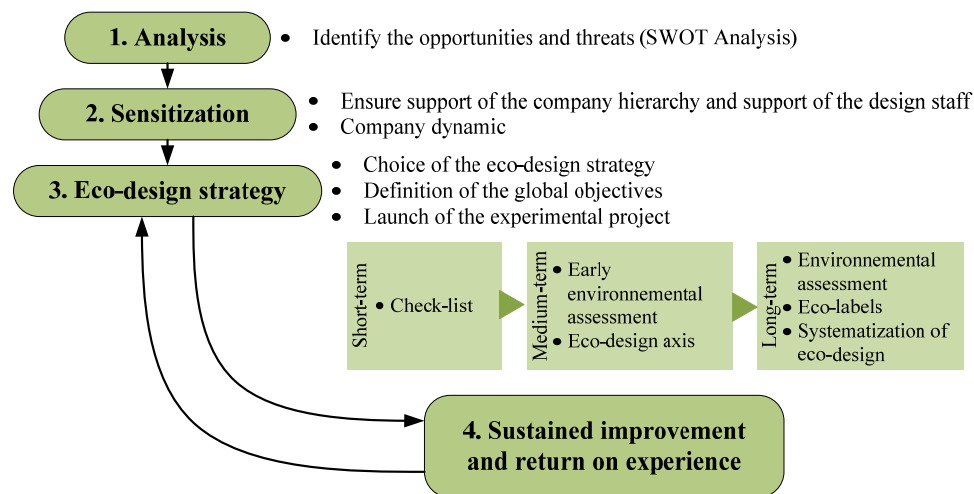 1. Analysis
• Identify the opportunities and threats (SWOT Analysis)
2. Sensitization
• Ensure support of the company hierarchy and support of the design staff
• Company dynamic
3. Eco-design strategy
• Choice of the eco-design strategy
• Definition of the global objectives
• Launch of the experimental project
Short-term
• Check-list
Medium-term
• Early
environnemental
assessment
• Eco-design axis
Long-term
• Environnemental
assessment
• Eco-labels
• Systematization of
eco-design
4. Sustained improvement
and return on experience